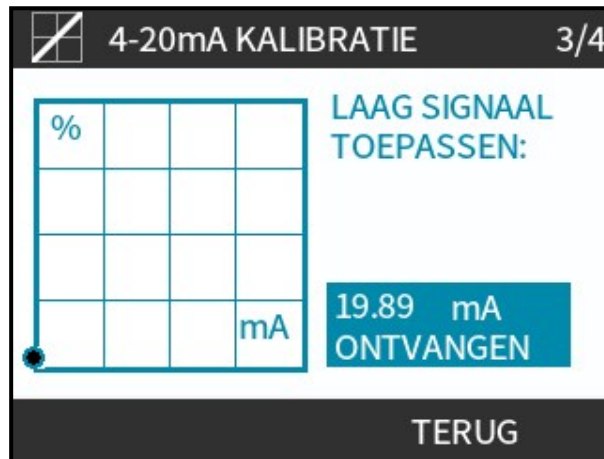 4-20mA KALIBRATIE 3/4
%
mA
LAAG SIGNAAL
TOEPASSEN:
19.89 mA
ONTVANGEN
TERUG